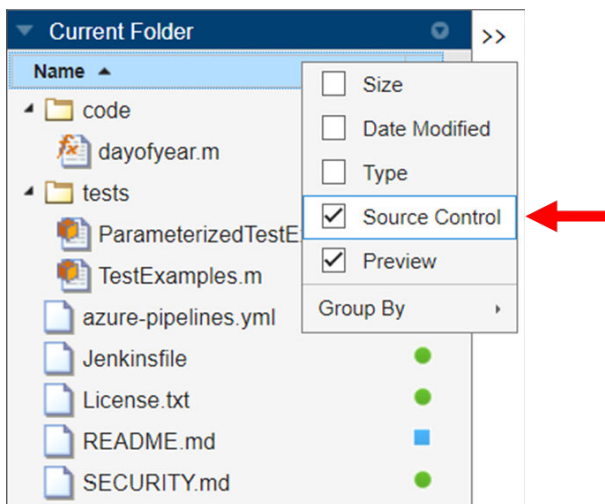 Current Folder
>>
Name
code
dayofyear.m
tests
ParameterizedTestE
TestExamples.m
azure-pipelines.yml
Jenkinsfile
License.txt
README.md
SECURITY.md
Size
Date Modified
Type
Source Control
Preview
Group By